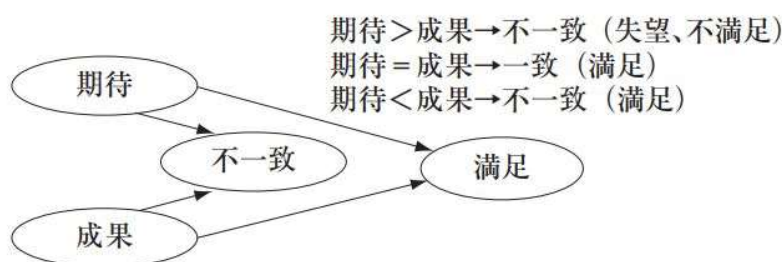 期待＞成果→不一致（失望、不満足）
期待＝成果→一致（満足）
期待＜成果→不一致（満足）
期待
不一致
満足
成果